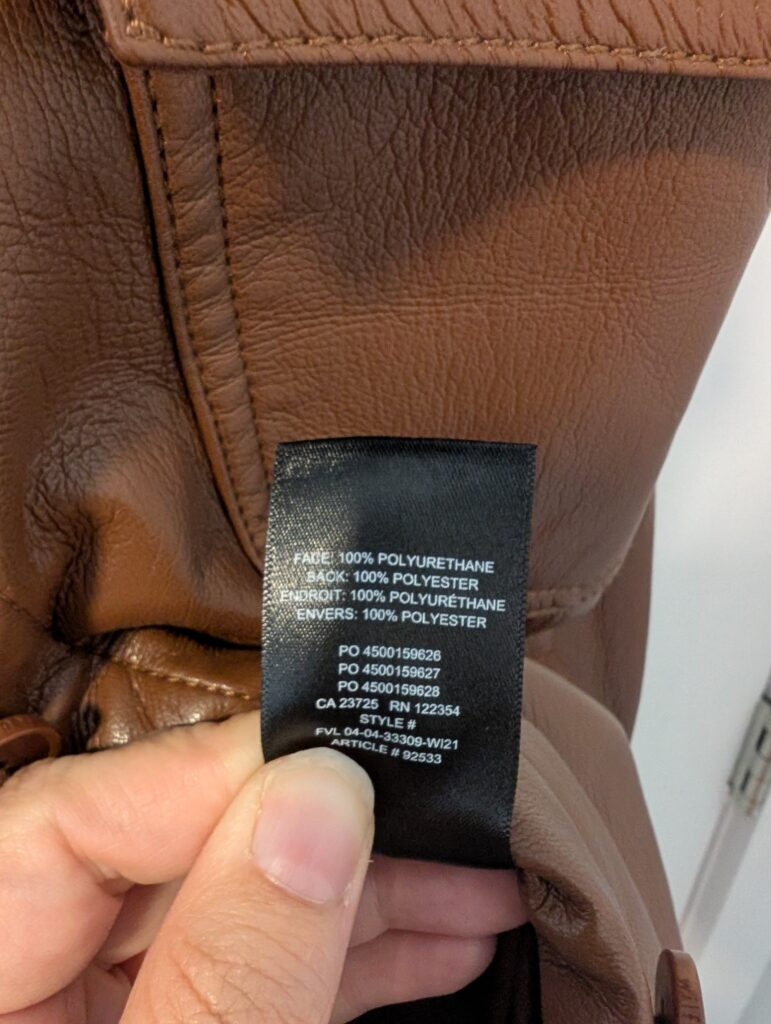 FACE: 100% POLYURETHANE
BACK: 100% POLYESTER
ENDROIT: 100% POLYURÉTHANE
ENVERS: 100% POLYESTER
PO 4500159626
PO 4500159627
PO 4500159628
CA 23725 RN 122354
STYLE #
FVL 04-04-33309-WI21
ARTICLE # 92533